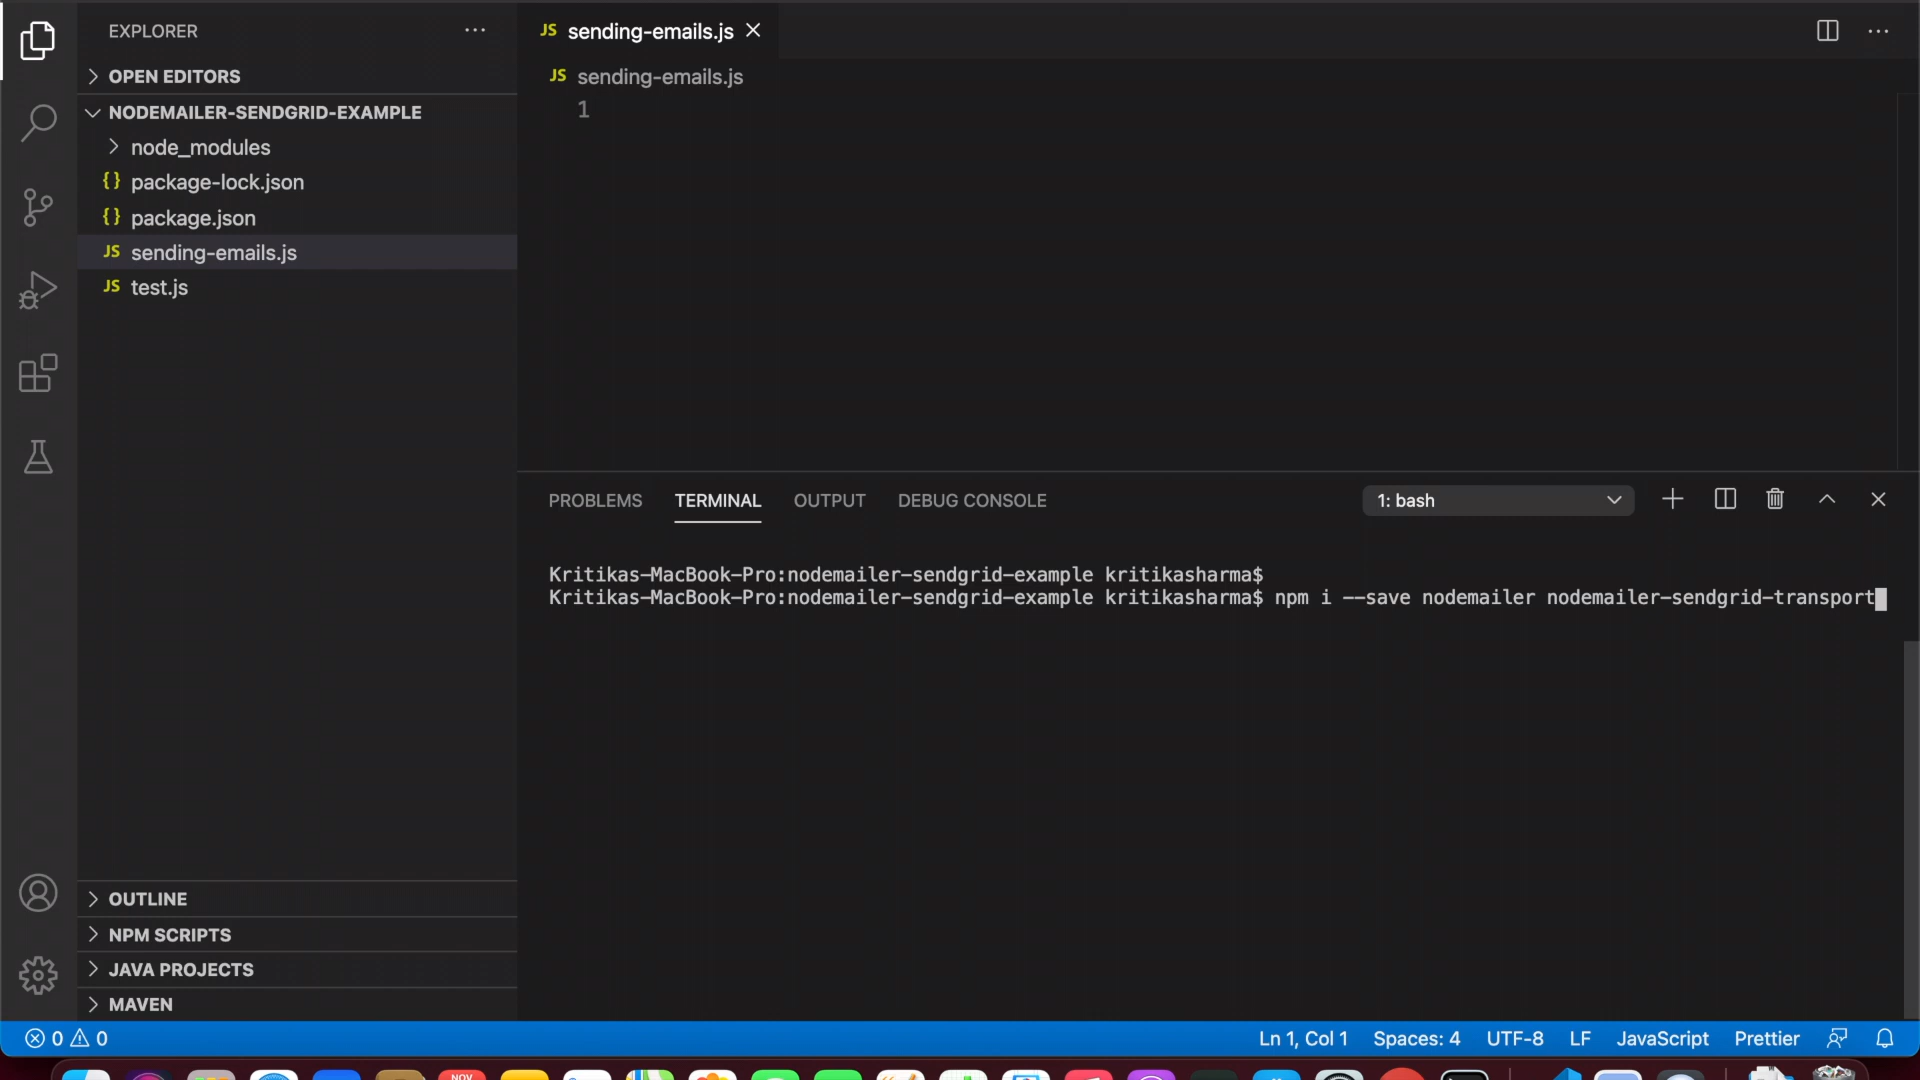 EXPLORER
OPEN EDITORS
NODEMAILER-SENDGRID-EXAMPLE
node_modules
{} package-lock.json
{} package.json
JS sending-emails.js
JS test.js
OUTLINE
NPM SCRIPTS
JAVA PROJECTS
MAVEN
JS sending-emails.js
JS sending-emails.js
1
PROBLEMS TERMINAL OUTPUT DEBUG CONSOLE 1: bash
Kritikas-MacBook-Pro:nodemailer-sendgrid-example kritikasharma$
Kritikas-MacBook-Pro:nodemailer-sendgrid-example kritikasharma$ npm i --save nodemailer nodemailer-sendgrid-transport
0 0 Ln 1, Col 1 Spaces: 4 UTF-8 LF JavaScript Prettier
NOV